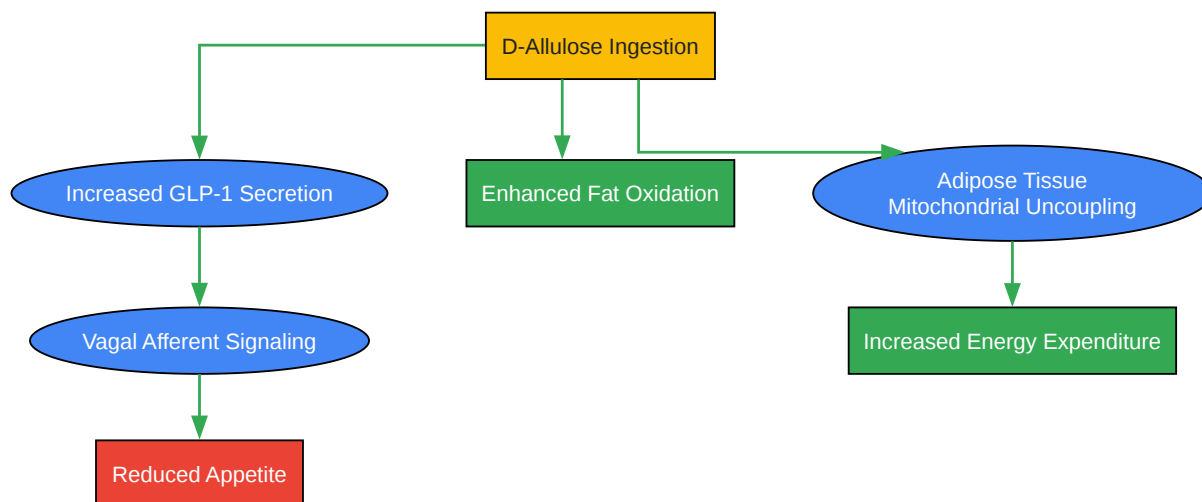 D-Allulose Ingestion
Increased GLP-1 Secretion
Enhanced Fat Oxidation
Adipose Tissue
Mitochondrial Uncoupling
Vagal Afferent Signaling
Increased Energy Expenditure
Reduced Appetite